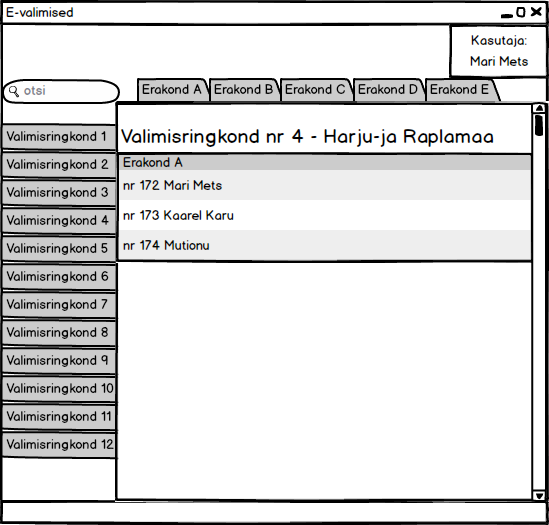 E-valimised
Kasutaja:
Mari Mets
otsi
Erakond A
Erakond B
Erakond C
Erakond D
Erakond E
Valimisringkond 1
Valimisringkond 2
Valimisringkond 3
Valimisringkond 4
Valimisringkond 5
Valimisringkond 6
Valimisringkond 7
Valimisringkond 8
Valimisringkond 9
Valimisringkond 10
Valimisringkond 11
Valimisringkond 12
Valimisringkond nr 4 - Harju-ja Raplamaa
Erakond A
nr 172 Mari Mets
nr 173 Kaarel Karu
nr 174 Mutionu